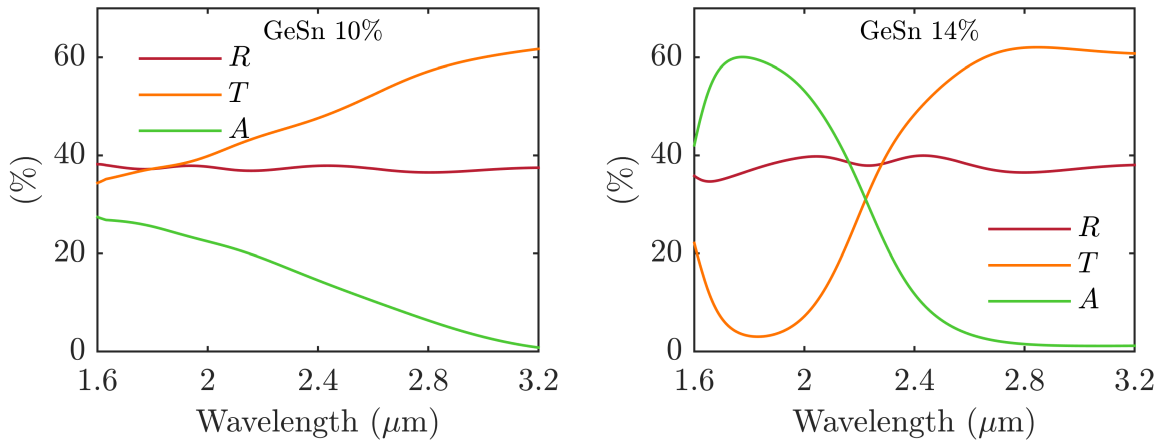 GeSn 10%
R
T
A
60
40
20
0
(%)
1.6 2 2.4 2.8 3.2
Wavelength (μm)
GeSn 14%
60
40
20
0
(%)
R
T
A
1.6 2 2.4 2.8 3.2
Wavelength (μm)